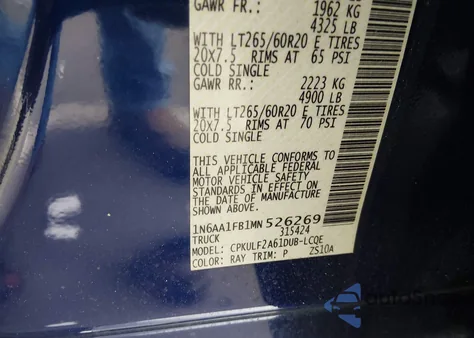 GAWR FR.: 1962 KG
4325 LB
WITH LT265/60R20 E TIRES
20X7.5 RIMS AT 65 PSI
COLD SINGLE
GAWR RR.: 2223 KG
4900 LB
WITH LT265/60R20 E TIRES
20X7.5 RIMS AT 70 PSI
COLD SINGLE
THIS VEHICLE CONFORMS TO
ALL APPLICABLE FEDERAL
MOTOR VEHICLE SAFETY
STANDARDS IN EFFECT ON
THE DATE OF MANUFACTURE
SHOWN ABOVE.
1N6AA1FB1MN526269
TRUCK 315424
MODEL: CPKULF2A61DUB-LCQE
COLOR: RAY TRIM: P ZS10A